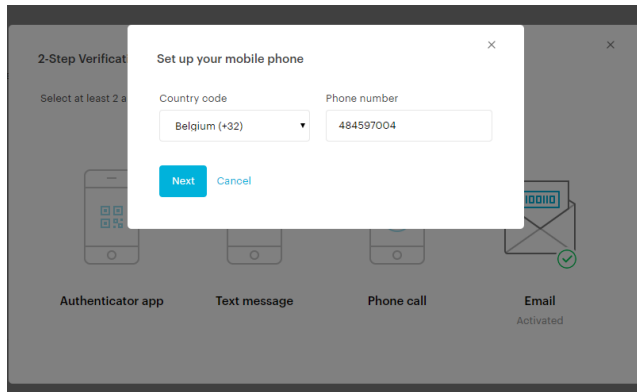 Set up your mobile phone
Country code
Phone number
Belgium (+32)
484597004
Next
Cancel
2-Step Verificat
Select at least 2 a
10110
Authenticator app
Text message
Phone call
Email
Activated